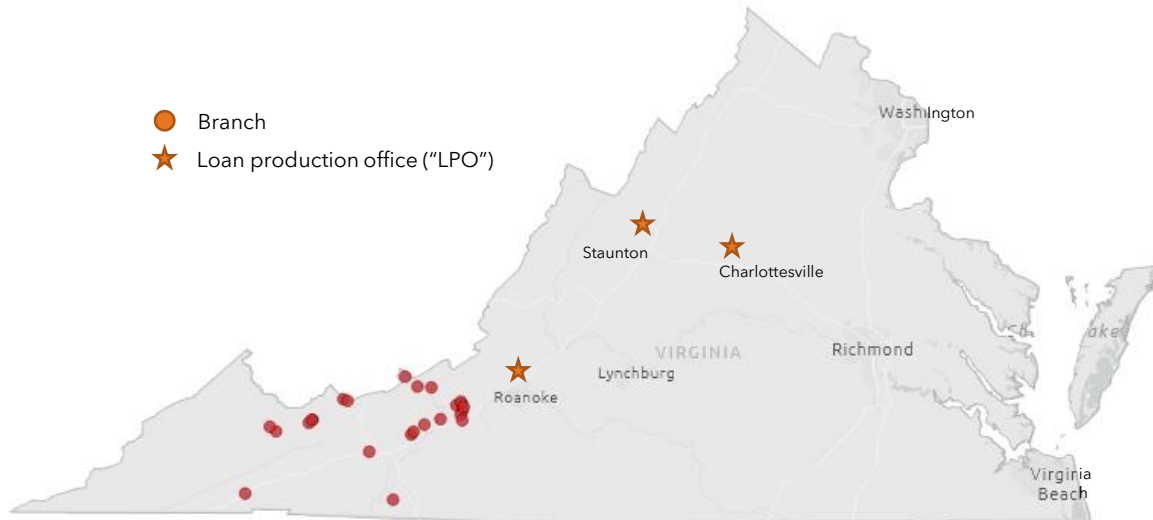 Washington
Branch
Loan production office (“LPO”)
Staunton
Charlottesville
VIRGINIA
Richmond
Lynchburg
Roanoke
Virginia
Beach